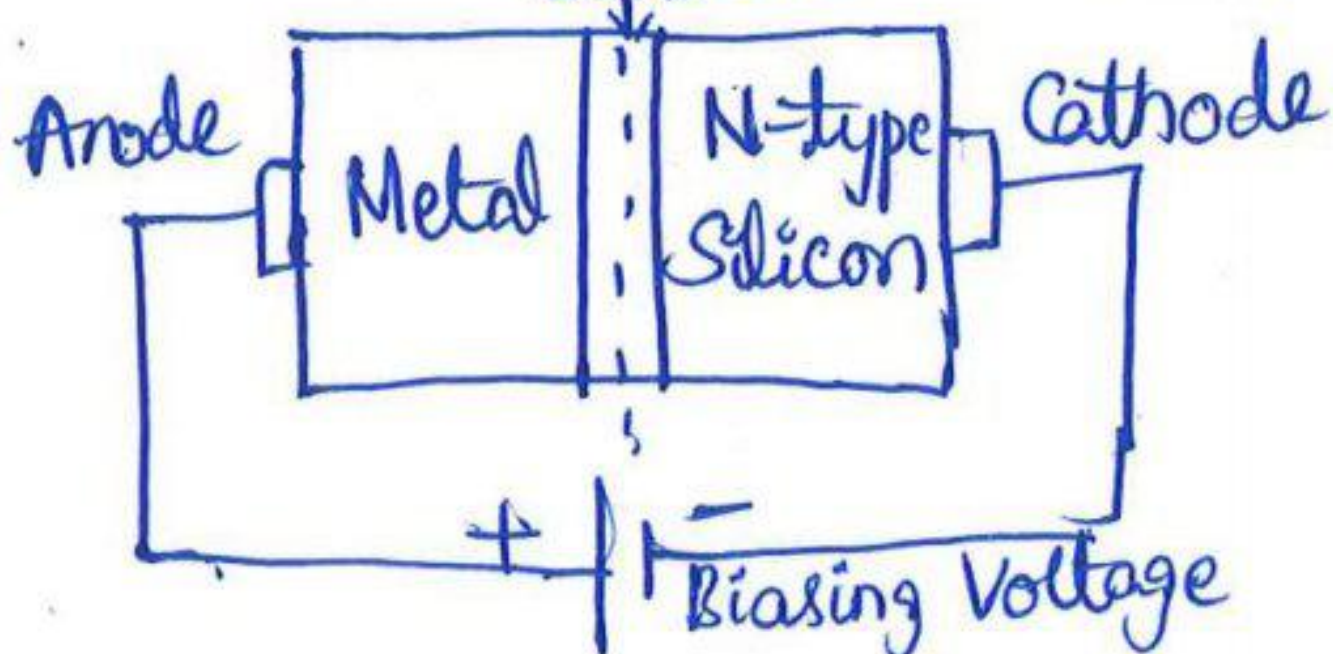 Anode
Metal
N-type
Silicon
Cathode
+
-
Biasing Voltage